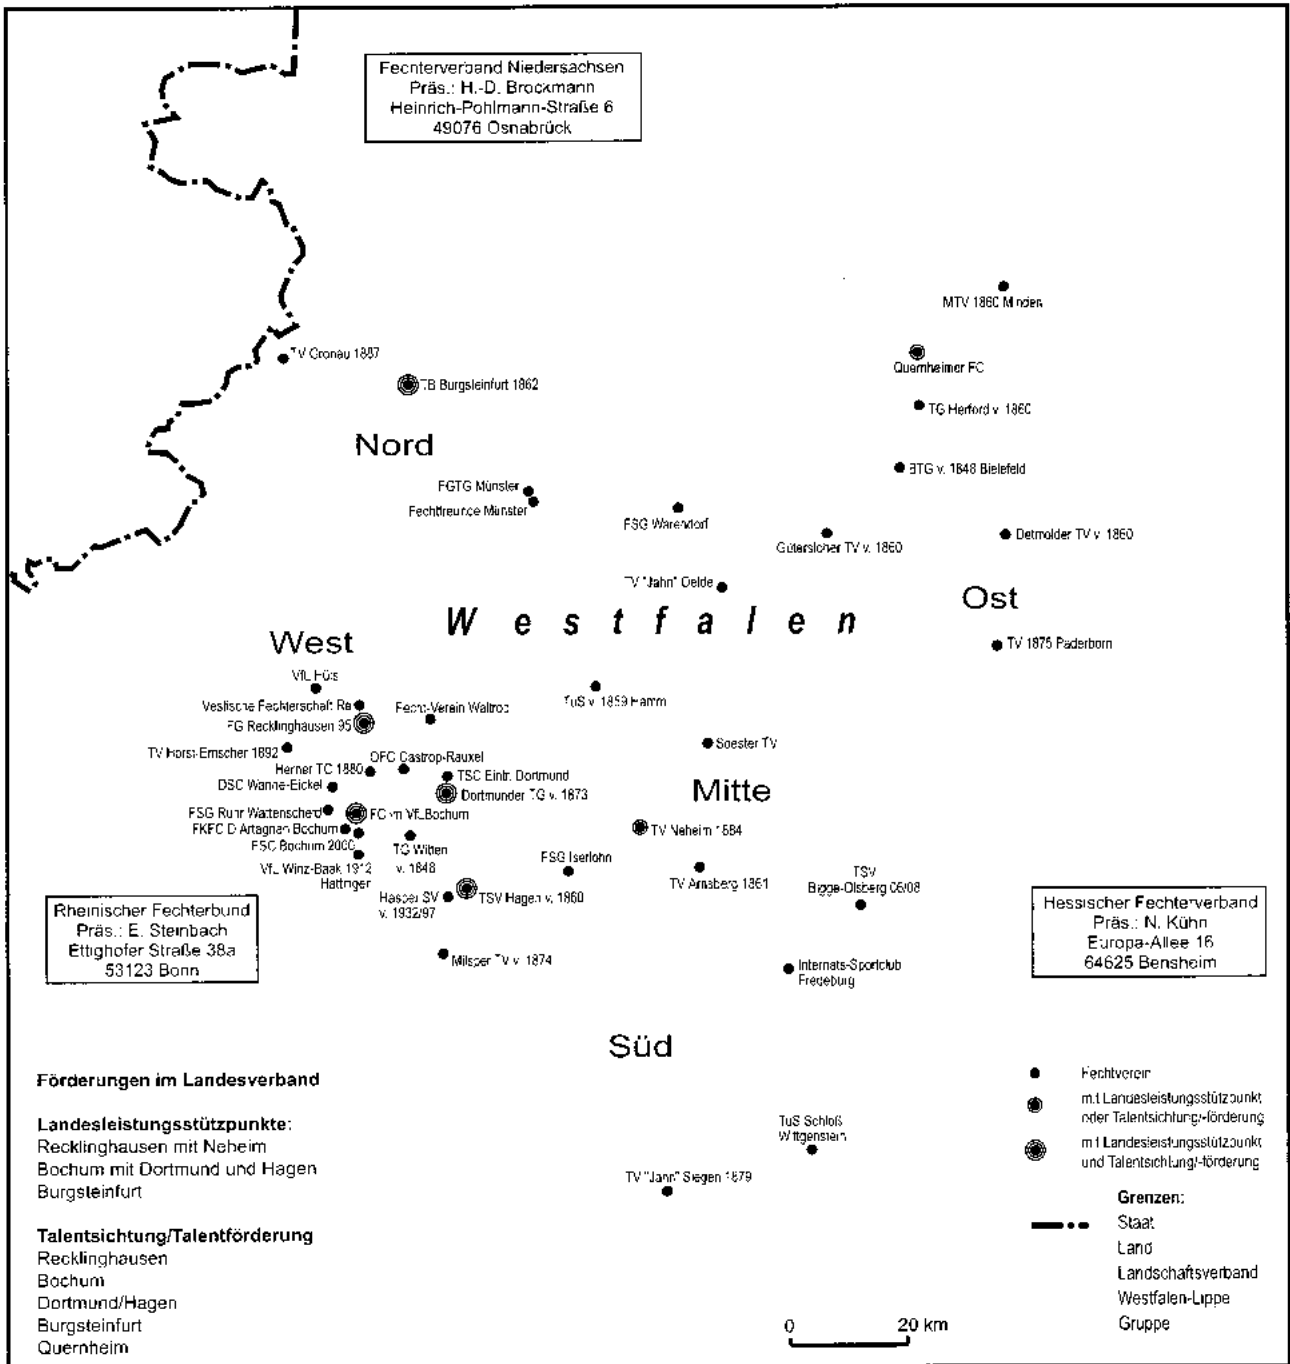 Fechterverband Niedersachsen
Präs.: H.-D. Brockmann
Heinrich-Pohlmann-Straße 6
49076 Osnabrück
MTV 1860 Minden
TV Gronau 1887
Quernheimer FC
TB Burgsteinfurt 1862
TG Herford v. 1860
Nord
BTG v. 1848 Bielefeld
FGTG Münster
Fechtfreunde Münster
FSG Warendorf
Gütersloher TV v. 1860
Detmolder TV v. 1860
TV "Jahn" Oelde
Ost
Westfalen
West
TV 1875 Paderborn
VfL Hüls
TuS v. 1859 Hamm
Vestische Fechterschaft Re
Fecht-Verein Waltrop
FG Recklinghausen 95
Soester TV
TV Horst-Emscher 1892
OFC Castrop-Rauxel
Herner TC 1880
TSC Eintr. Dortmund
DSC Wanne-Eickel
Dortmunder TG v. 1873
Mitte
FSG Ruhr Wattenscheid
FC im VfL Bochum
FKFC D'Artagnan Bochum
TV Neheim 1884
FSC Bochum 2000
TG Witten
v. 1848
VfL Winz-Baak 1912
Hattingen
FSG Iserlohn
TV Arnsberg 1861
TSV
Bigge-Olsberg 06/08
Hasper SV
v. 1932/97
TSV Hagen v. 1860
Rheinischer Fechterbund
Präs.: E. Steinbach
Ettighofer Straße 38a
53123 Bonn
Hessischer Fechterverband
Präs.: N. Kühn
Europa-Allee 16
64625 Bensheim
Milsper TV v. 1874
Internats-Sportclub
Fredeburg
Süd
Förderungen im Landesverband
Landesleistungsstützpunkte:
Recklinghausen mit Neheim
Bochum mit Dortmund und Hagen
Burgsteinfurt
Talentsichtung/Talentförderung
Recklinghausen
Bochum
Dortmund/Hagen
Burgsteinfurt
Quernheim
TuS Schloß
Wittgenstein
TV "Jahn" Siegen 1879
Fechtverein
mit Landesleistungsstützpunkt
oder Talentsichtung/-förderung
mit Landesleistungsstützpunkt
und Talentsichtung/-förderung
Grenzen:
Staat
Land
Landschaftsverband
Westfalen-Lippe
Gruppe
0 20 km